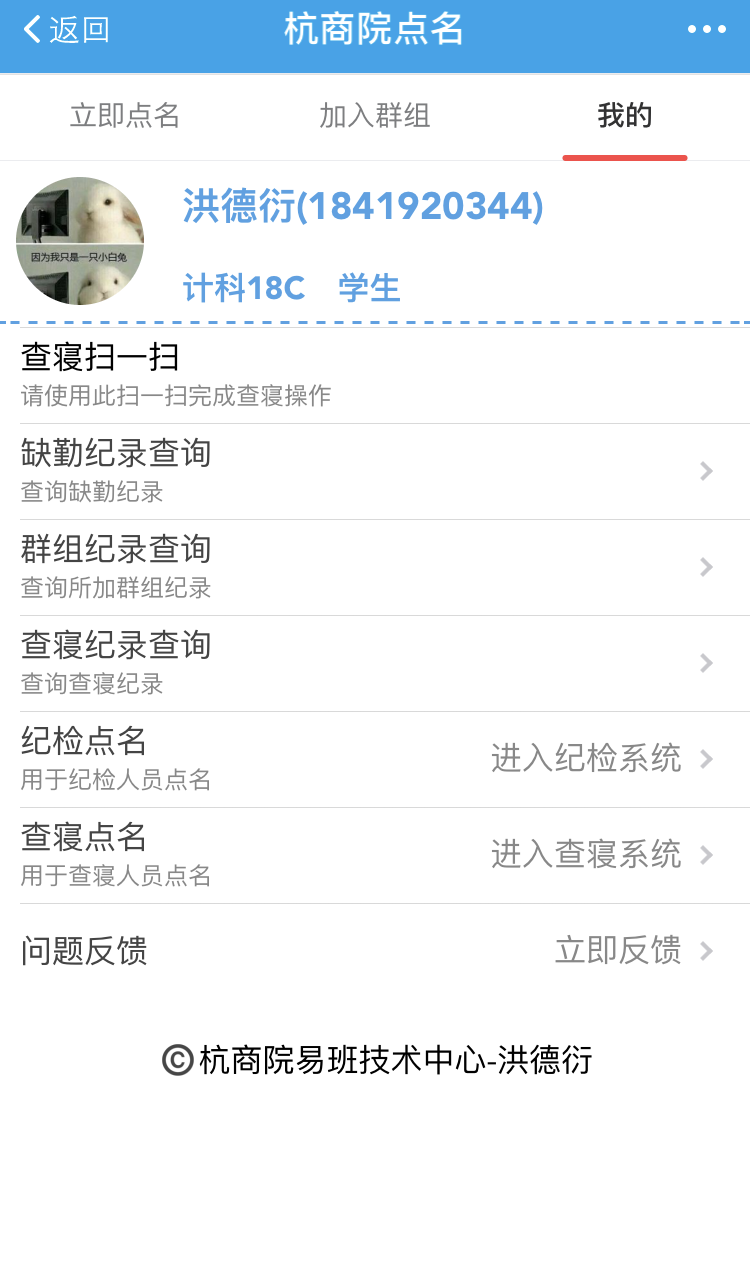 返回
杭商院点名
立即点名
加入群组
我的
洪德衍(1841920344)
因为我只是一只小白兔
计科18C 学生
查寝扫一扫
请使用此扫一扫完成查寝操作
缺勤纪录查询
查询缺勤纪录
群组纪录查询
查询所加群组纪录
查寝纪录查询
查询查寝纪录
纪检点名
进入纪检系统
用于纪检人员点名
查寝点名
进入查寝系统
用于查寝人员点名
问题反馈
立即反馈
©杭商院易班技术中心-洪德衍